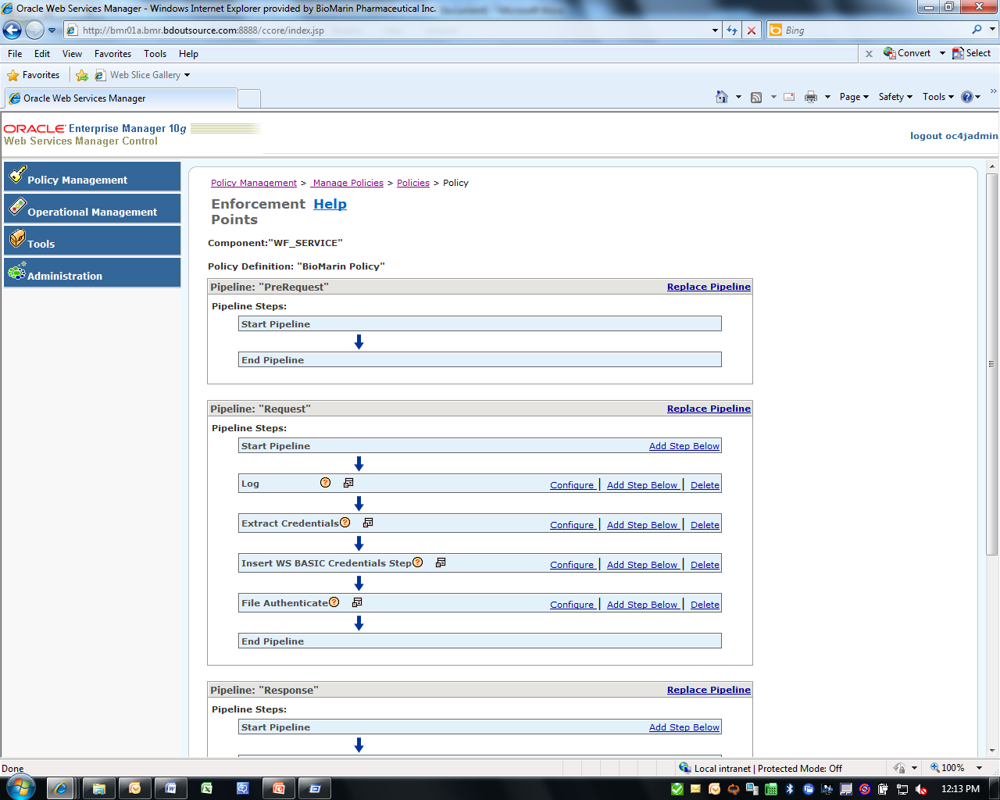 Oracle Web Services Manager - Windows Internet Explorer provided by BioMarin Pharmaceutical Inc.
http://bmr01a.bmr.bdoutsource.com:8888/ccore/index.jsp
Bing
File Edit View Favorites Tools Help
Convert Select
Favorites Web Slice Gallery
Oracle Web Services Manager
Page Safety Tools
ORACLE Enterprise Manager 10g
Web Services Manager Control
logout oc4jadmin
Policy Management
Operational Management
Tools
Administration
Policy Management > Manage Policies > Policies > Policy
Enforcement Help
Points
Component:"WF_SERVICE"
Policy Definition: "BioMarin Policy"
Pipeline: "PreRequest" Replace Pipeline
Pipeline Steps:
Start Pipeline
End Pipeline
Pipeline: "Request" Replace Pipeline
Pipeline Steps:
Start Pipeline Add Step Below
Log Configure | Add Step Below | Delete
Extract Credentials Configure | Add Step Below | Delete
Insert WS BASIC Credentials Step Configure | Add Step Below | Delete
File Authenticate Configure | Add Step Below | Delete
End Pipeline
Pipeline: "Response" Replace Pipeline
Pipeline Steps:
Start Pipeline Add Step Below
Done
Local intranet | Protected Mode: Off
100%
12:13 PM